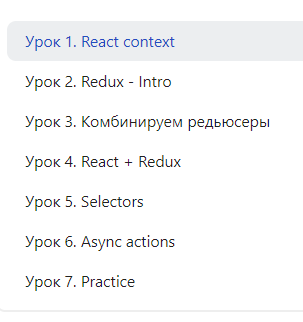 Урок 1. React context
Урок 2. Redux - Intro
Урок 3. Комбинируем редьюсеры
Урок 4. React + Redux
Урок 5. Selectors
Урок 6. Async actions
Урок 7. Practice